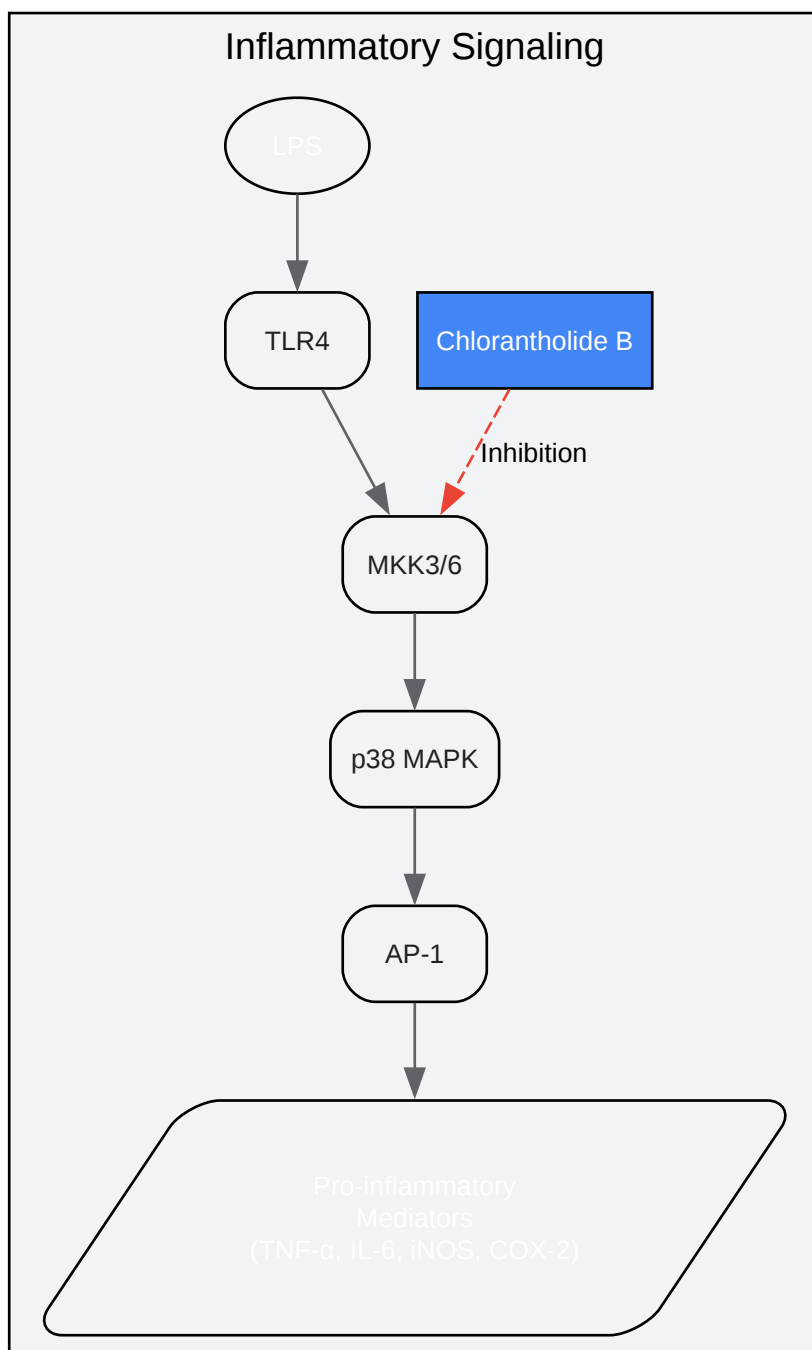 Inflammatory Signaling
LPS
TLR4
Chlorantholide B
Inhibition
MKK3/6
p38 MAPK
AP-1
Pro-inflammatory
Mediators
(TNF-α, IL-6, iNOS, COX-2)